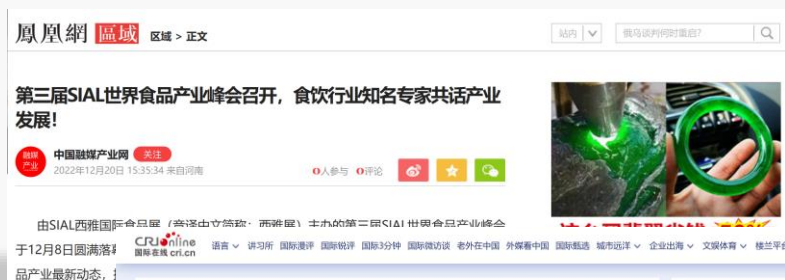 鳳凰網 區域 区域 > 正文
站内 俄乌谈判何时重启?
第三届SIAL世界食品产业峰会召开，食饮行业知名专家共话产业
发展！
融媒
产业
中国融媒产业网 关注
2022年12月20日 15:35:34 来自河南
0人参与 0评论
由SIAL西雅国际食品展（音译中文简称：西雅展）主办的第三届SIAL世界食品产业峰会
于12月8日圆满落幕
品产业最新动态，
CRI Online
国际在线 cri.cn
语言 讲习所 国际漫评 国际锐评 国际3分钟 国际微访谈 老外在中国 外媒看中国 国际甄选 城市远洋 企业出海 文娱体育 楼兰平台